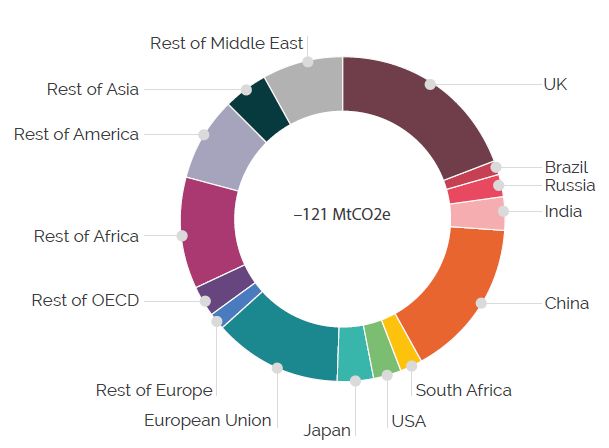 Rest of Middle East
UK
Rest of Asia
Rest of America
Brazil
Russia
India
–121 MtCO2e
Rest of Africa
Rest of OECD
China
Rest of Europe
South Africa
European Union
USA
Japan